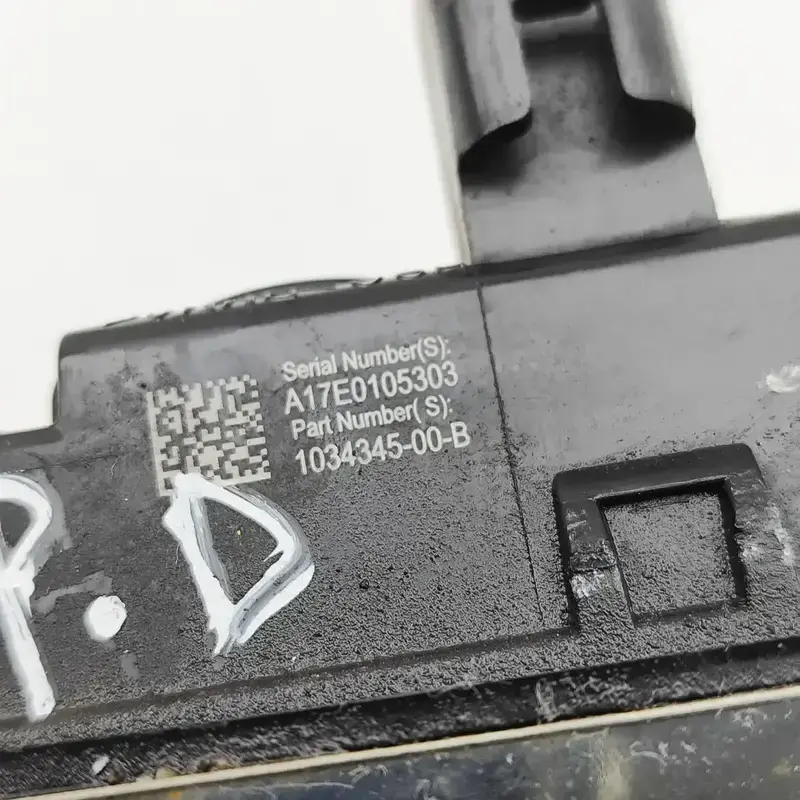 Serial Number(S):
A17E0105303
Part Number( S):
1034345-00-B
P.D